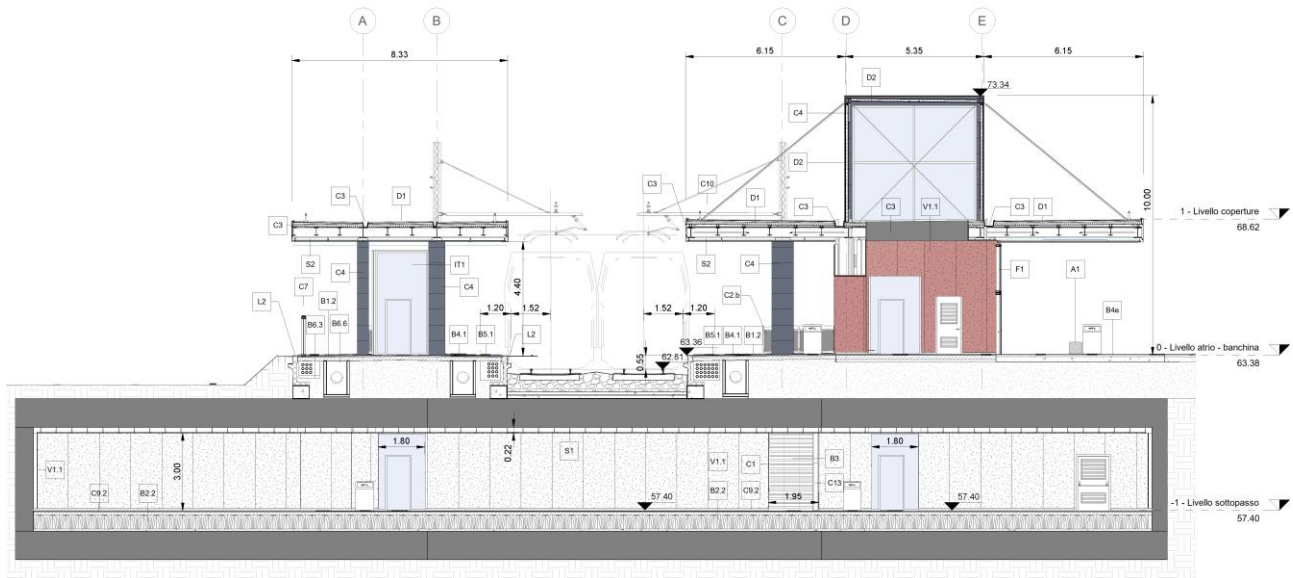 A
B
C
D
E
8.33
6.15
5.35
6.15
D2
73.34
C4
D2
10.00
C3
D1
C3
C10
D1
C3
C3
V1.1
C3
D1
C3
1 - Livello coperture
68.62
S2
C4
IT1
C4
4.40
S2
C4
F1
C7
L2
B1.2
B6.3
B6.6
B4.1
B5.1
1.20
1.52
L2
1.52
1.20
C2.b
A1
B4e
B5.1
B4.1
B1.2
63.36
0.55
62.81
0 - Livello atrio - banchina
63.38
1.80
0.22
S1
V1.1
3.00
V1.1
C1
B3
1.80
C9.2
B2.2
B2.2
C9.2
C13
1.95
57.40
57.40
-1 - Livello sottopasso
57.40